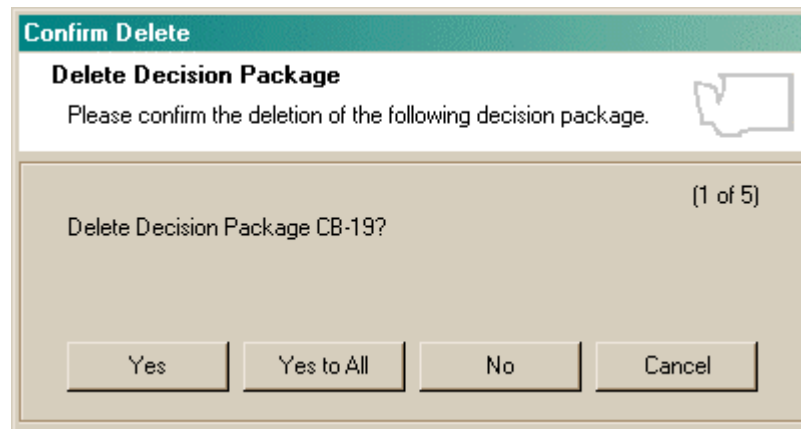 Confirm Delete
Delete Decision Package
Please confirm the deletion of the following decision package.
(1 of 5)
Delete Decision Package CB-19?
Yes
Yes to All
No
Cancel